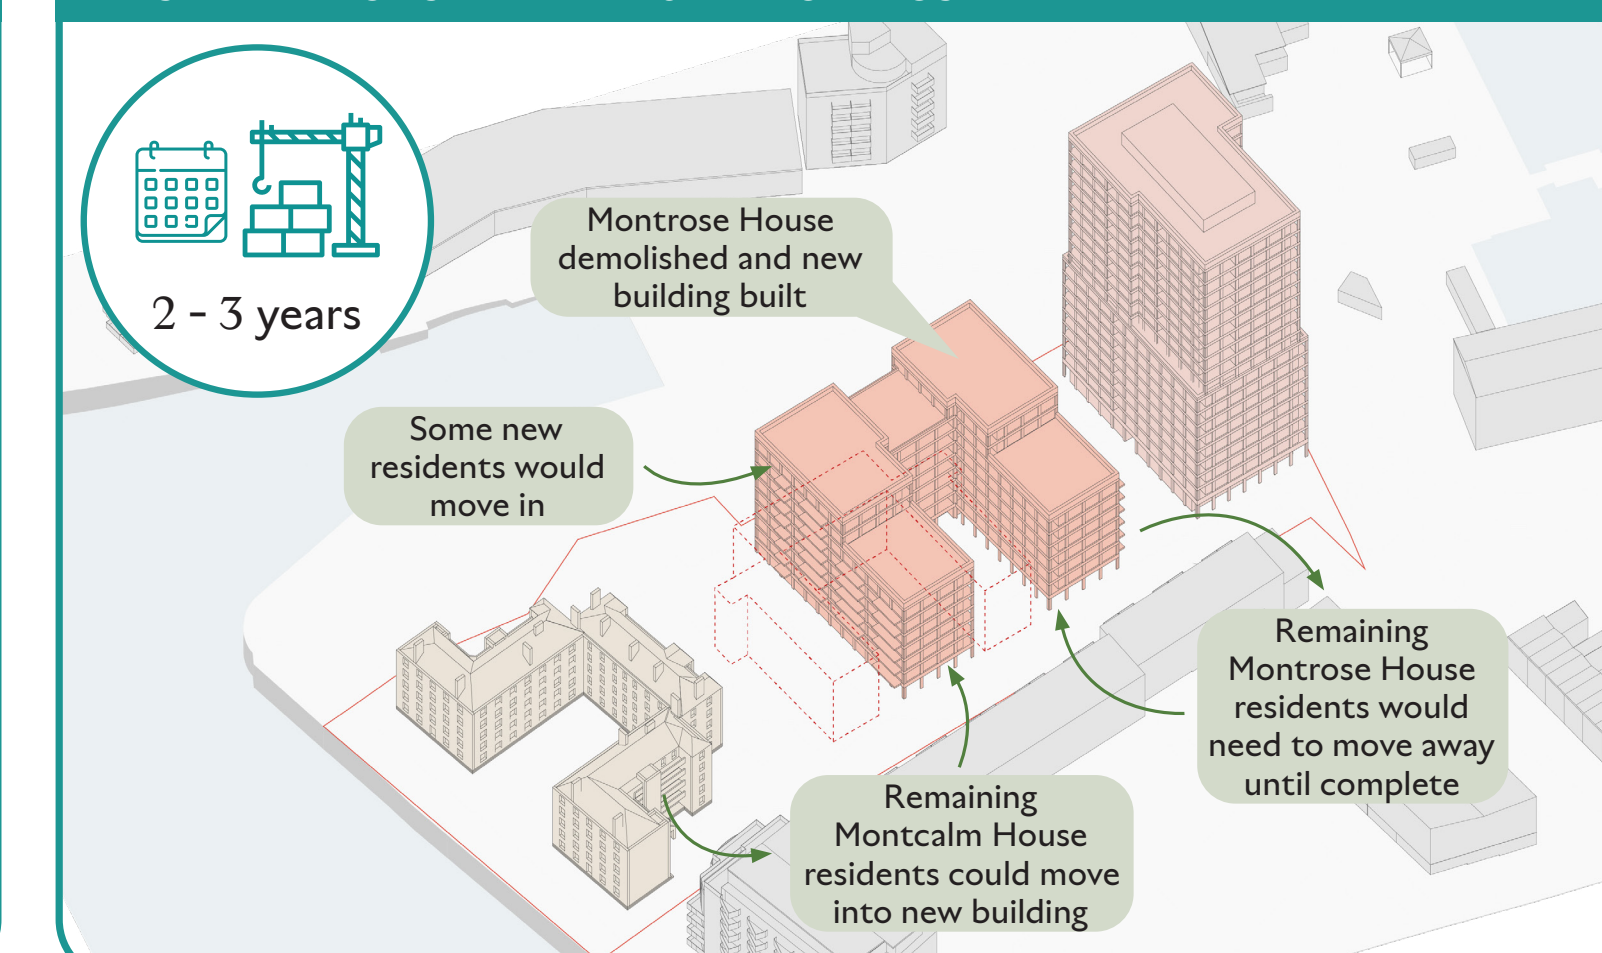 2 - 3 years
Montrose House
demolished and new
building built
Some new
residents would
move in
Remaining
Montrose House
residents would
need to move away
until complete
Remaining
Montcalm House
residents could move
into new building